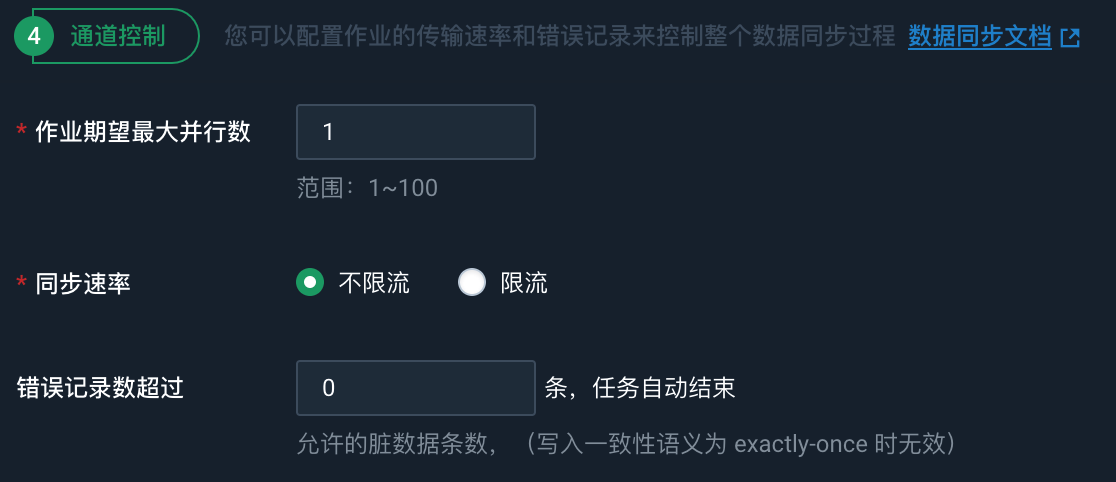 4 通道控制 您可以配置作业的传输速率和错误记录来控制整个数据同步过程 数据同步文档
* 作业期望最大并行数 1
范围：1~100
* 同步速率 不限流 限流
错误记录数超过 0 条，任务自动结束
允许的脏数据条数，（写入一致性语义为 exactly-once 时无效）